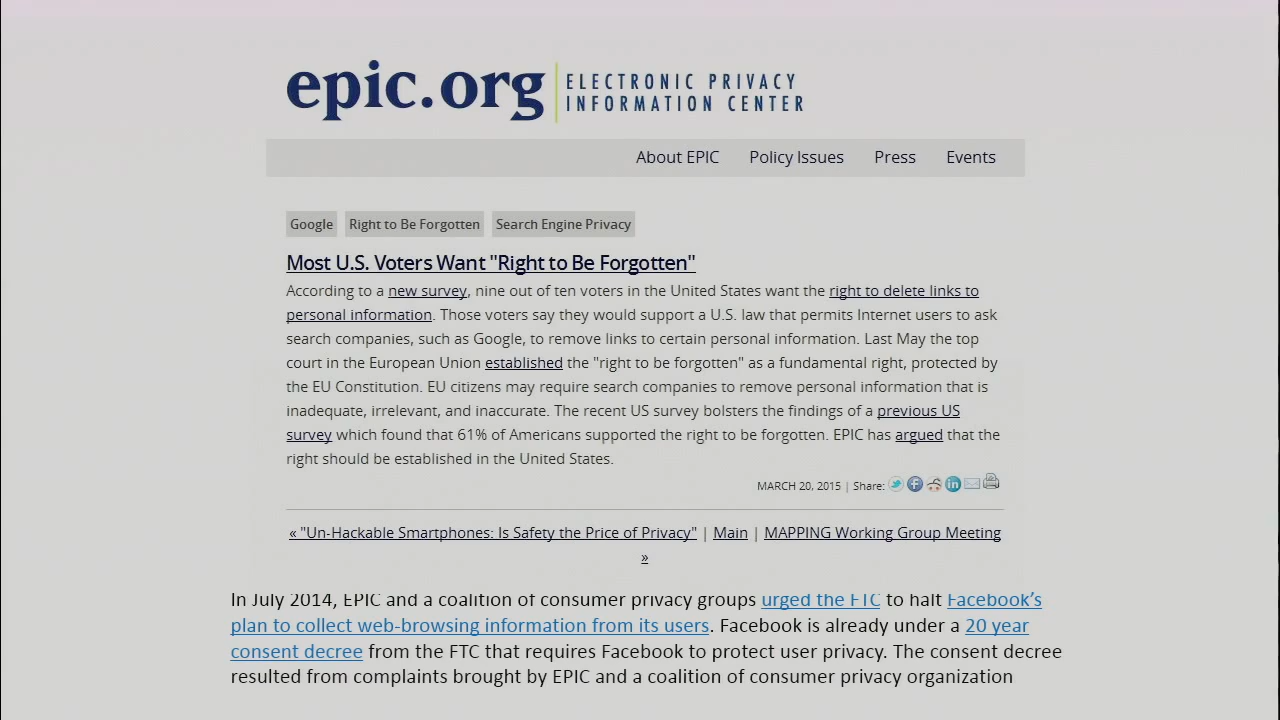 epic.org ELECTRONIC PRIVACY
INFORMATION CENTER
About EPIC Policy Issues Press Events
Google Right to Be Forgotten Search Engine Privacy
Most U.S. Voters Want "Right to Be Forgotten"
According to a new survey, nine out of ten voters in the United States want the right to delete links to
personal information. Those voters say they would support a U.S. law that permits Internet users to ask
search companies, such as Google, to remove links to certain personal information. Last May the top
court in the European Union established the "right to be forgotten" as a fundamental right, protected by
the EU Constitution. EU citizens may require search companies to remove personal information that is
inadequate, irrelevant, and inaccurate. The recent US survey bolsters the findings of a previous US
survey which found that 61% of Americans supported the right to be forgotten. EPIC has argued that the
right should be established in the United States.
MARCH 20, 2015 | Share:
« "Un-Hackable Smartphones: Is Safety the Price of Privacy" | Main | MAPPING Working Group Meeting
»
In July 2014, EPIC and a coalition of consumer privacy groups urged the FTC to halt Facebook’s
plan to collect web-browsing information from its users. Facebook is already under a 20 year
consent decree from the FTC that requires Facebook to protect user privacy. The consent decree
resulted from complaints brought by EPIC and a coalition of consumer privacy organization